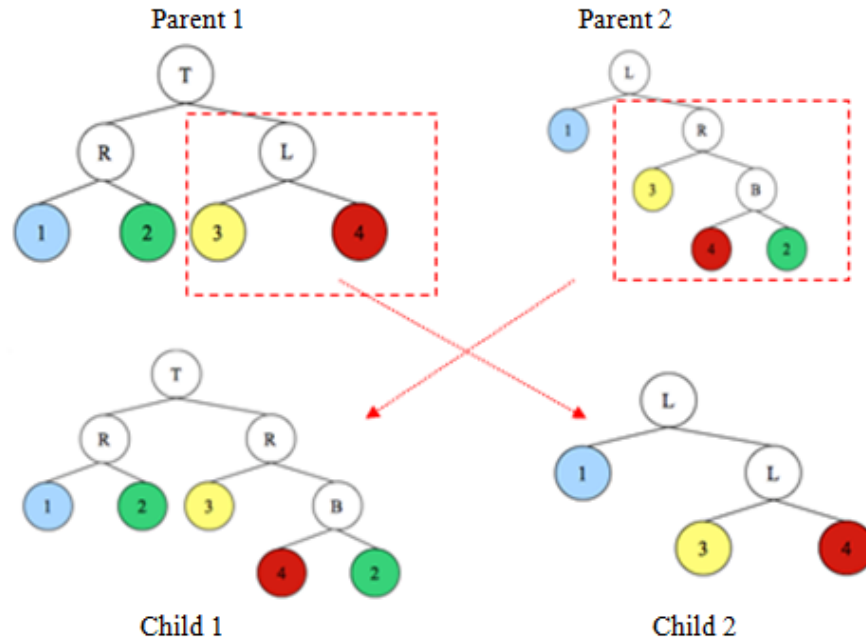 Parent 1 Parent 2
T L
1 R
R L
3 B
1 2 3 4
4 2
T
L
R R
1 L
1 2 3 B
3 4
4 2
Child 1 Child 2